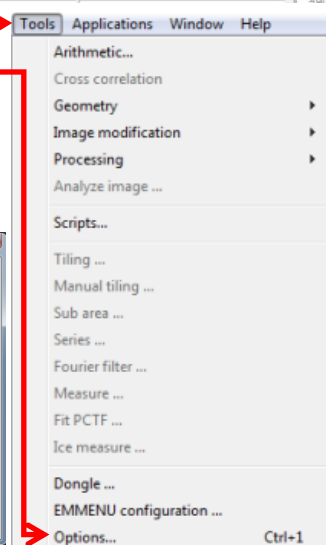 Tools Applications Window Help
Arithmetic...
Cross correlation
Geometry
Image modification
Processing
Analyze image ...
Scripts...
Tiling ...
Manual tiling ...
Sub area ...
Series ...
Fourier filter ...
Measure ...
Fit PCTF ...
Ice measure ...
Dongle ...
EMMENU configuration ...
Options... Ctrl+1